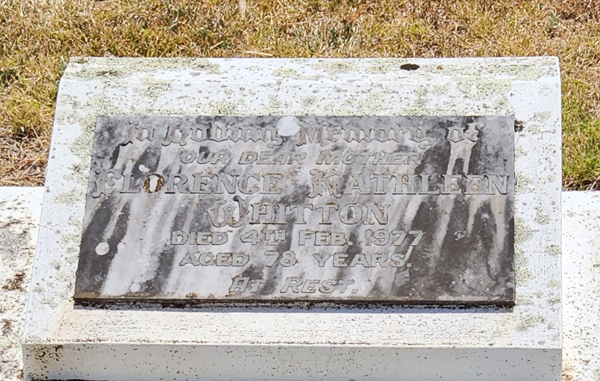 In Loving Memory of
OUR DEAR MOTHER
FLORENCE KATHLEEN
WHITTON
DIED 4TH FEB. 1977
AGED 78 YEARS.
AT REST.